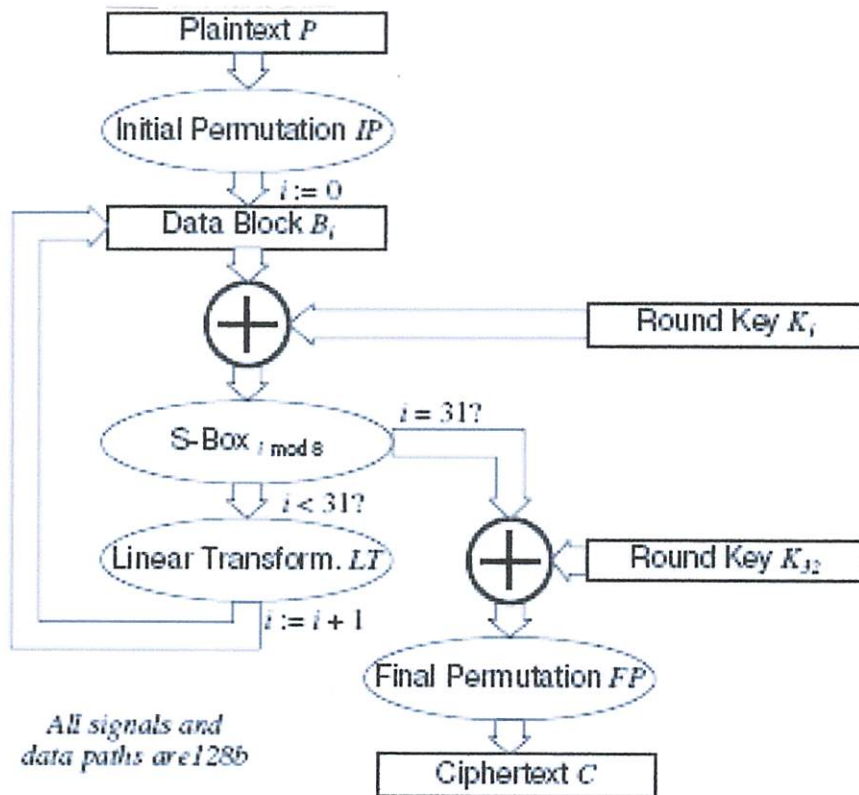 Plaintext P
Initial Permutation IP
i := 0
Data Block Bi
Round Key Ki
i = 31?
S-Box i mod 8
i < 31?
Linear Transform. LT
Round Key K32
i := i + 1
Final Permutation FP
All signals and
data paths are128b
Ciphertext C